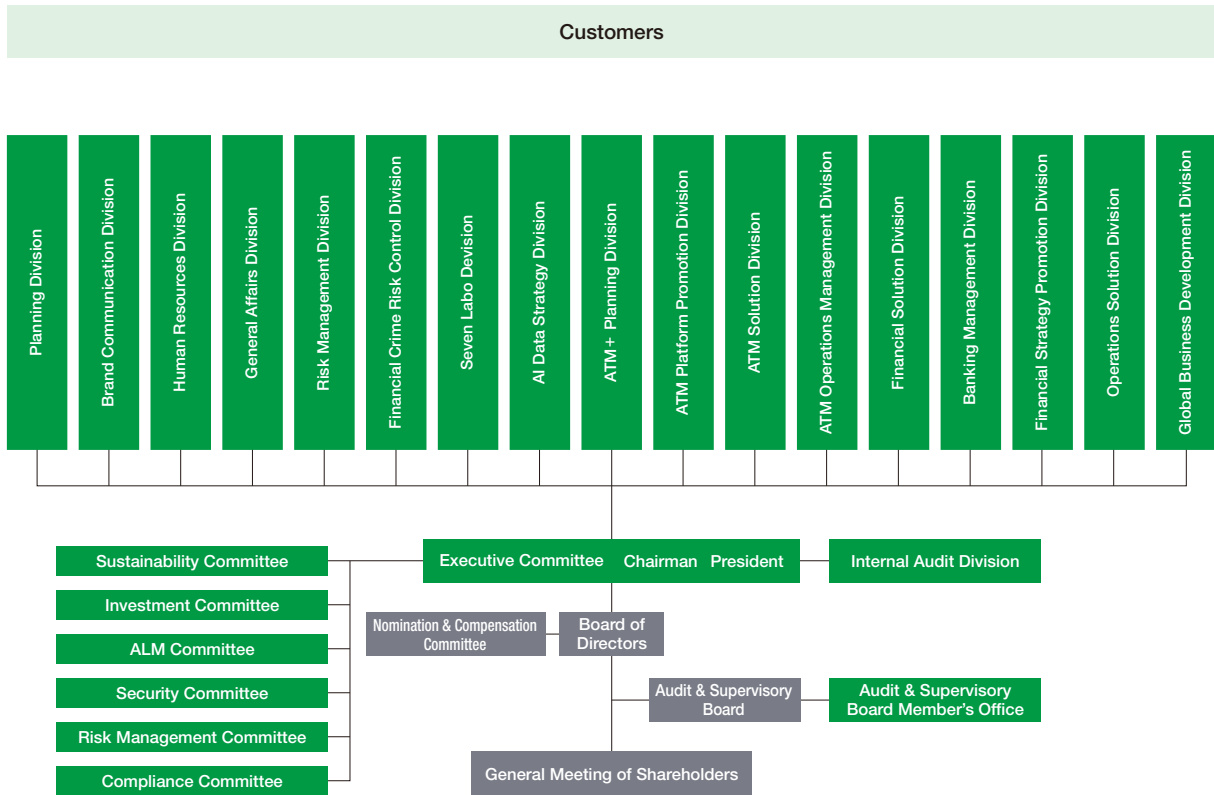 Customers
Planning Division
Brand Communication Division
Human Resources Division
General Affairs Division
Risk Management Division
Financial Crime Risk Control Division
Seven Labo Devision
AI Data Strategy Division
ATM+ Planning Division
ATM Platform Promotion Division
ATM Solution Division
ATM Operations Management Division
Financial Solution Division
Banking Management Division
Financial Strategy Promotion Division
Operations Solution Division
Global Business Development Division
Sustainability Committee
Executive Committee Chairman President
Internal Audit Division
Investment Committee
Nomination & Compensation
Committee
Board of
Directors
ALM Committee
Security Committee
Audit & Supervisory
Board
Audit & Supervisory
Board Member's Office
Risk Management Committee
General Meeting of Shareholders
Compliance Committee